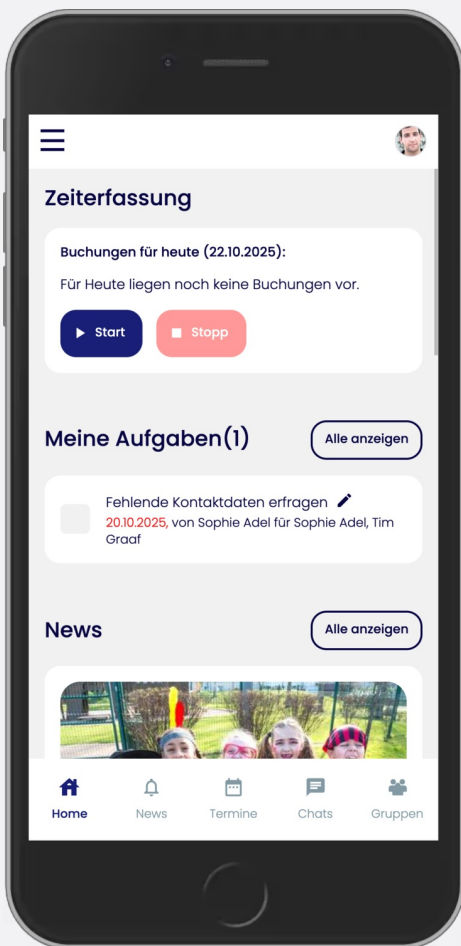 Zeiterfassung
Buchungen für heute (22.10.2025):
Für Heute liegen noch keine Buchungen vor.
Start
Stopp
Meine Aufgaben(1)
Alle anzeigen
Fehlende Kontaktdaten erfragen
20.10.2025, von Sophie Adel für Sophie Adel, Tim
Graaf
News
Alle anzeigen
Home
News
Termine
Chats
Gruppen